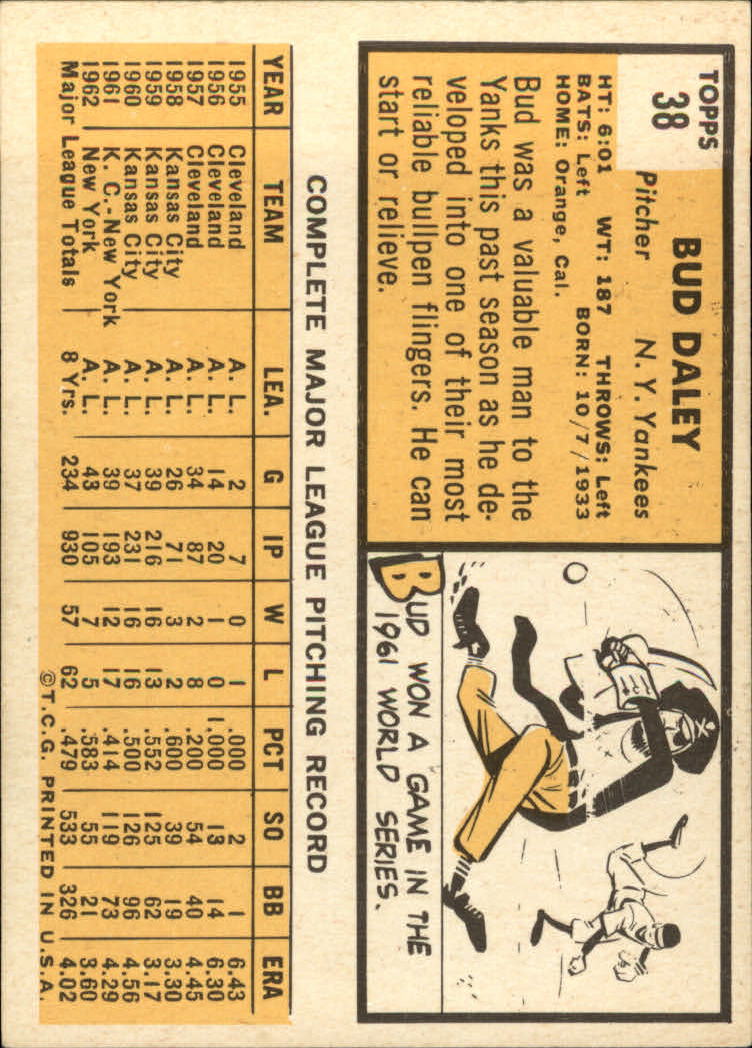 TOPPS
38
BUD DALEY
Pitcher N. Y. Yankees
HT: 6:01 WT: 187 THROWS: Left
BATS: Left BORN: 10/7/1933
HOME: Orange, Cal.
Bud was a valuable man to the
Yanks this past season as he de-
veloped into one of their most
reliable bullpen flingers. He can
start or relieve.
BUD WON A GAME IN THE
1961 WORLD SERIES.
COMPLETE MAJOR LEAGUE PITCHING RECORD
YEAR TEAM LEA. G IP W L PCT SO BB ERA
1955 Cleveland A. L. 2 7 0 1 .000 2 1 6.43
1956 Cleveland A. L. 14 20 1 0 1.000 13 14 6.30
1957 Cleveland A. L. 34 87 2 8 .200 54 40 4.45
1958 Kansas City A. L. 26 71 3 2 .600 39 19 3.30
1959 Kansas City A. L. 39 216 16 13 .552 125 62 3.17
1960 Kansas City A. L. 37 231 16 16 .500 126 96 4.56
1961 K. C.-New York A. L. 39 193 12 17 .414 119 73 4.29
1962 New York A. L. 43 105 7 5 .583 55 21 3.60
Major League Totals 8 Yrs. 234 930 57 62 .479 533 326 4.02
©T.C.G. PRINTED IN U.S.A.